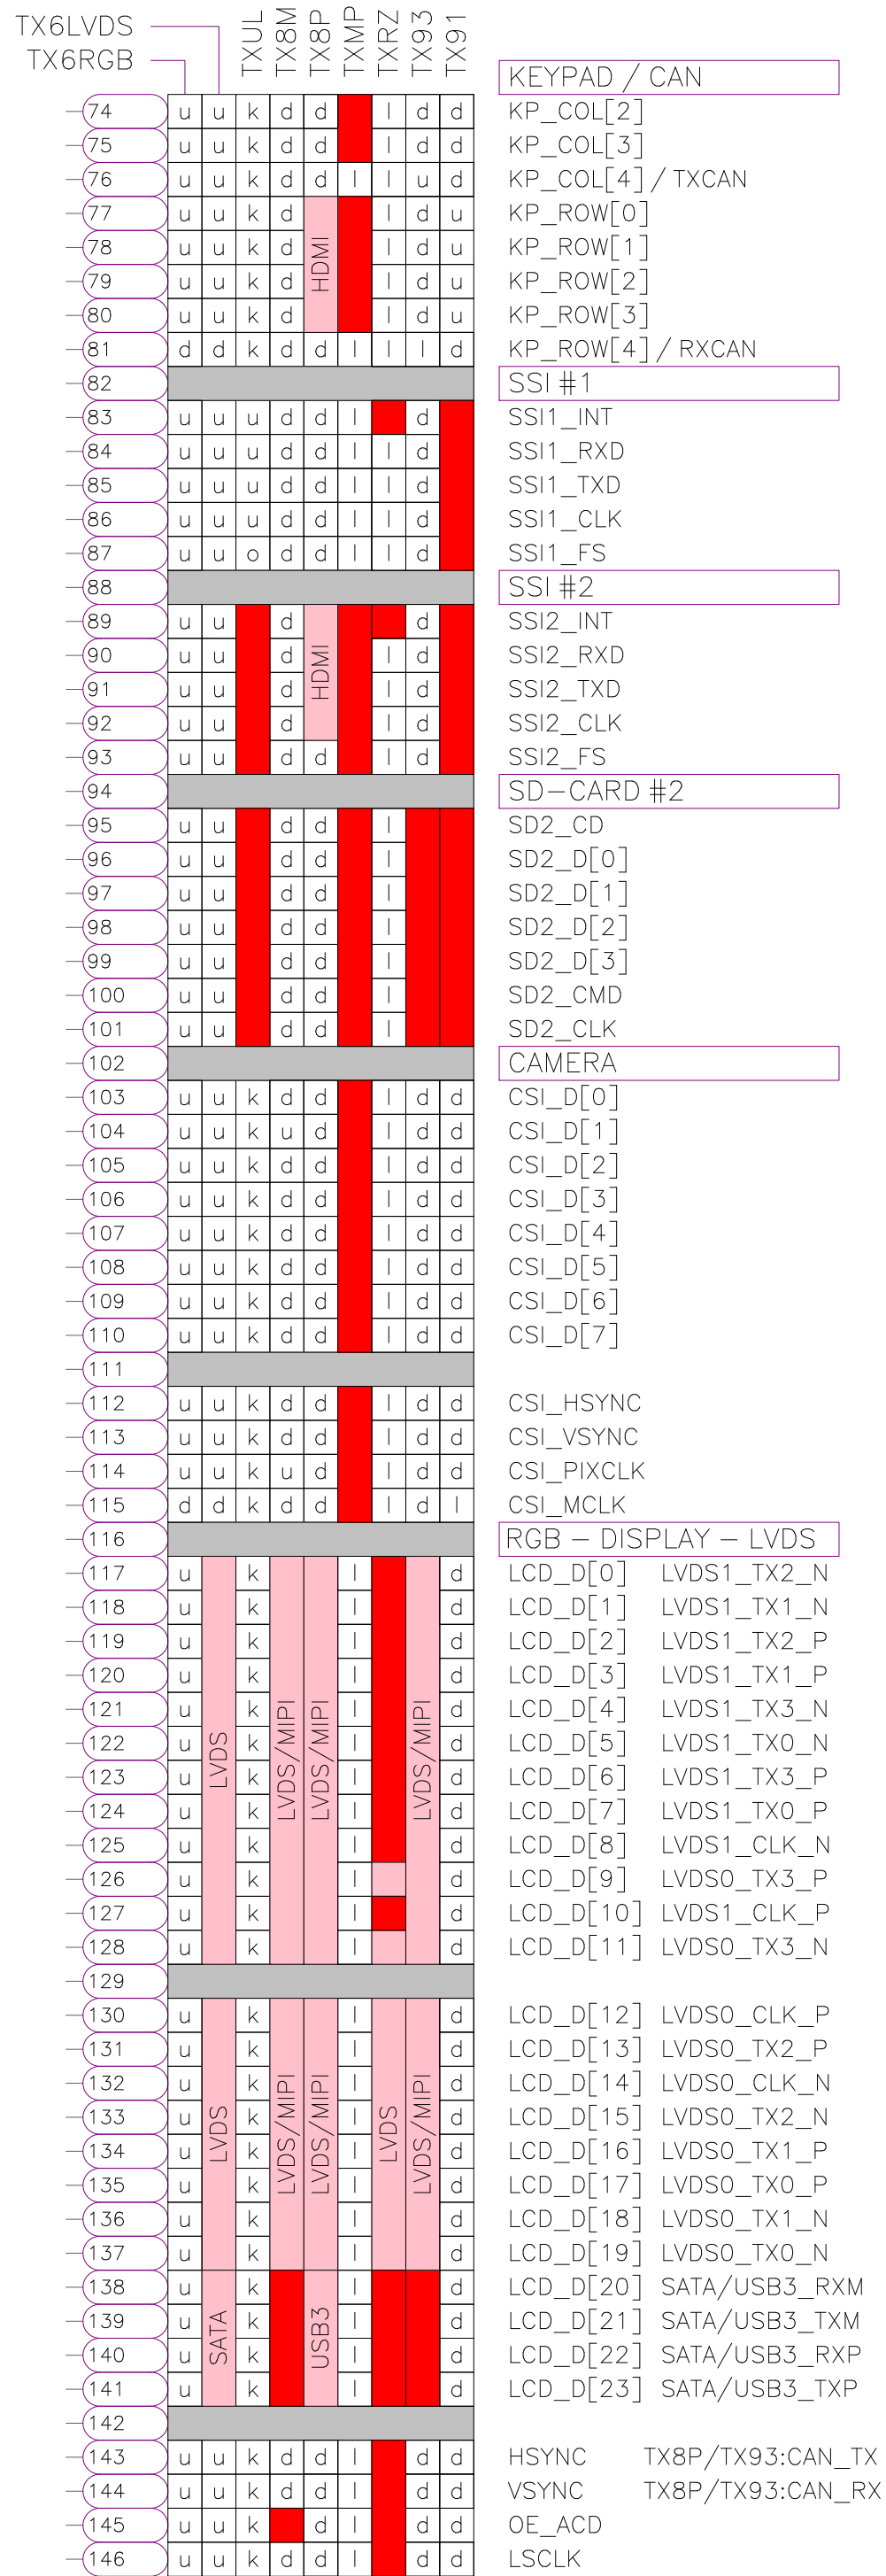 TX6LVDS
TX6RGB
TXUL TX8M TX8P TXMP TXRZ TX93 TX91
KEYPAD / CAN
74 u u k d d l d d KP_COL[2]
75 u u k d d l d d KP_COL[3]
76 u u k d d l l u d KP_COL[4] / TXCAN
77 u u k d l d u KP_ROW[0]
78 u u k d l d u KP_ROW[1]
HDMI
79 u u k d l d u KP_ROW[2]
80 u u k d l d u KP_ROW[3]
81 d d k d d l l l d KP_ROW[4] / RXCAN
82 SSI #1
83 u u u d d l d SSI1_INT
84 u u u d d l l d SSI1_RXD
85 u u u d d l l d SSI1_TXD
86 u u u d d l l d SSI1_CLK
87 u u o d d l l d SSI1_FS
88 SSI #2
89 u u d d SSI2_INT
90 u u d l d SSI2_RXD
HDMI
91 u u d l d SSI2_TXD
92 u u d l d SSI2_CLK
93 u u d d l d SSI2_FS
94 SD-CARD #2
95 u u d d l SD2_CD
96 u u d d l SD2_D[0]
97 u u d d l SD2_D[1]
98 u u d d l SD2_D[2]
99 u u d d l SD2_D[3]
100 u u d d l SD2_CMD
101 u u d d l SD2_CLK
102 CAMERA
103 u u k d d l d d CSI_D[0]
104 u u k u d l d d CSI_D[1]
105 u u k d d l d d CSI_D[2]
106 u u k d d l d d CSI_D[3]
107 u u k d d l d d CSI_D[4]
108 u u k d d l d d CSI_D[5]
109 u u k d d l d d CSI_D[6]
110 u u k d d l d d CSI_D[7]
111
112 u u k d d l d d CSI_HSYNC
113 u u k d d l d d CSI_VSYNC
114 u u k u d l d d CSI_PIXCLK
115 d d k d d l d l CSI_MCLK
116 RGB - DISPLAY - LVDS
117 u k l d LCD_D[0] LVDS1_TX2_N
118 u k l d LCD_D[1] LVDS1_TX1_N
119 u k l d LCD_D[2] LVDS1_TX2_P
120 u k l d LCD_D[3] LVDS1_TX1_P
121 u k l d LCD_D[4] LVDS1_TX3_N
122 u k l d LCD_D[5] LVDS1_TX0_N
LVDS LVDS/MIPI LVDS/MIPI LVDS/MIPI
123 u k l d LCD_D[6] LVDS1_TX3_P
124 u k l d LCD_D[7] LVDS1_TX0_P
125 u k l d LCD_D[8] LVDS1_CLK_N
126 u k l d LCD_D[9] LVDS0_TX3_P
127 u k l d LCD_D[10] LVDS1_CLK_P
128 u k l d LCD_D[11] LVDS0_TX3_N
129
130 u k l d LCD_D[12] LVDS0_CLK_P
131 u k l d LCD_D[13] LVDS0_TX2_P
132 u k l d LCD_D[14] LVDS0_CLK_N
133 u k l d LCD_D[15] LVDS0_TX2_N
LVDS LVDS/MIPI LVDS/MIPI LVDS LVDS/MIPI
134 u k l d LCD_D[16] LVDS0_TX1_P
135 u k l d LCD_D[17] LVDS0_TX0_P
136 u k l d LCD_D[18] LVDS0_TX1_N
137 u k l d LCD_D[19] LVDS0_TX0_N
138 u k l d LCD_D[20] SATA/USB3_RXM
139 u k l d LCD_D[21] SATA/USB3_TXM
SATA USB3
140 u k l d LCD_D[22] SATA/USB3_RXP
141 u k l d LCD_D[23] SATA/USB3_TXP
142
143 u u k d d l d d HSYNC TX8P/TX93:CAN_TX
144 u u k d d l d d VSYNC TX8P/TX93:CAN_RX
145 u u k d l d d OE_ACD
146 u u k d d l d d LSCLK